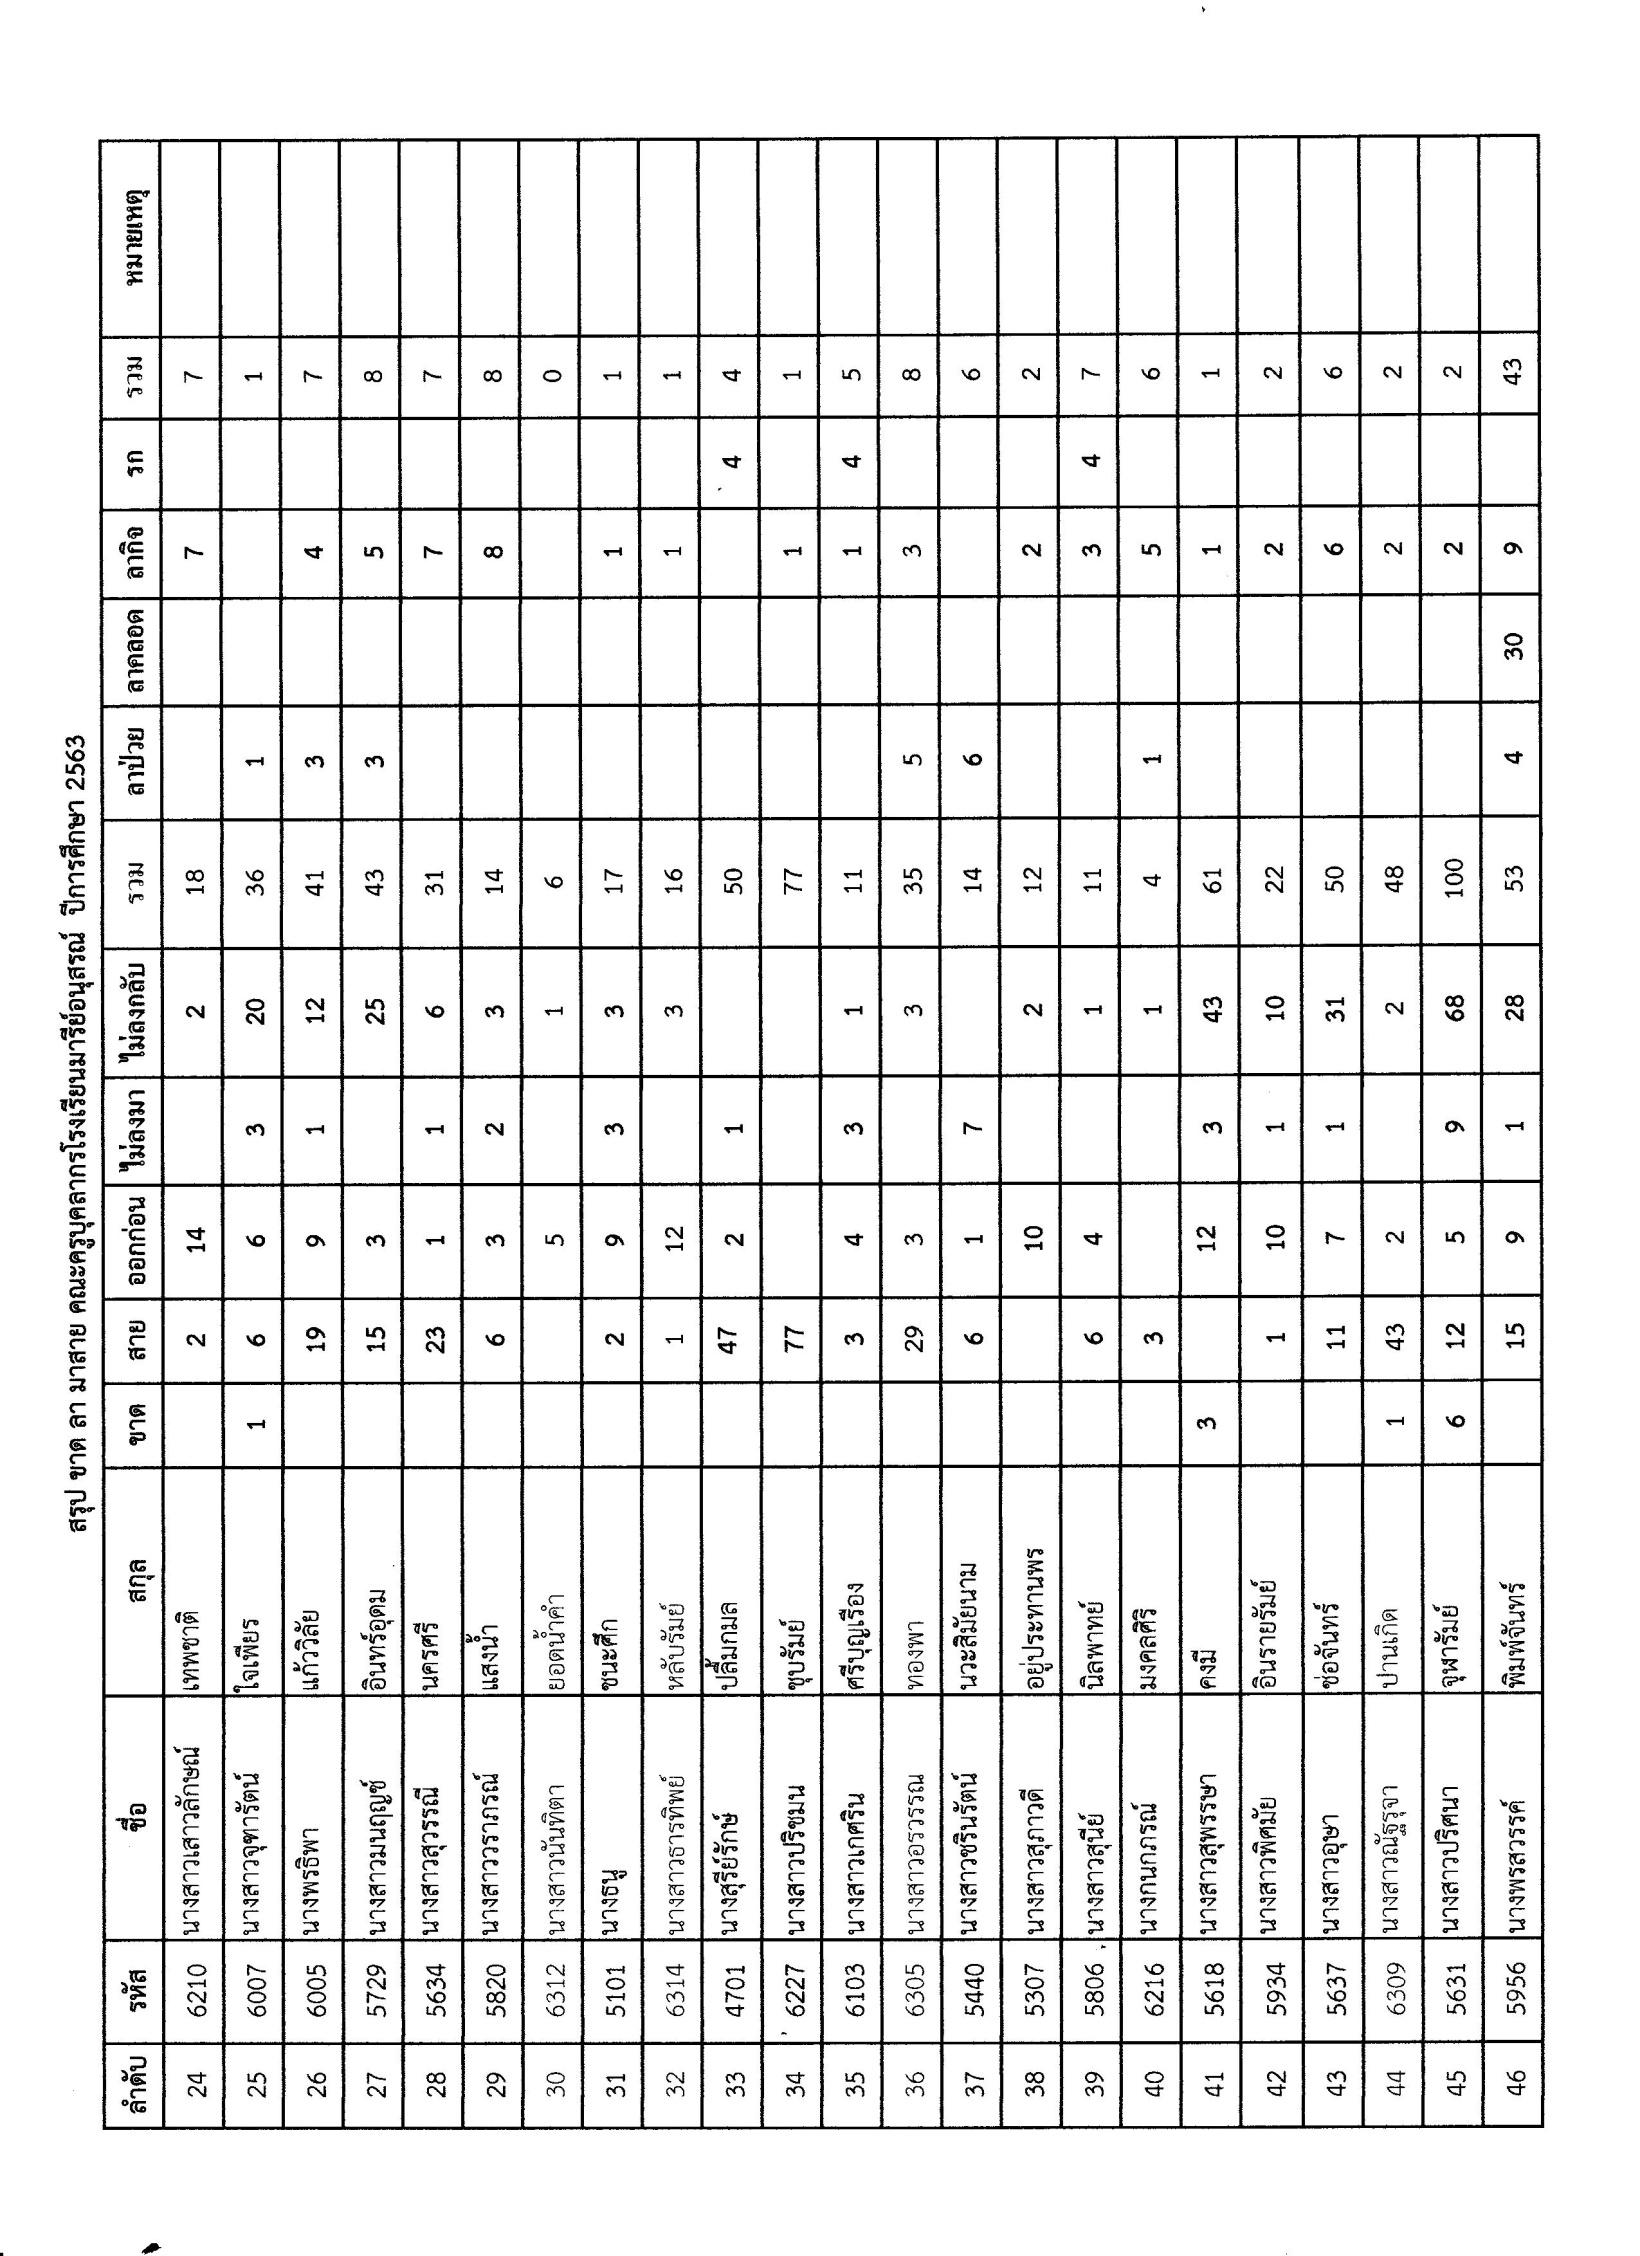 สรุป ขาด ลา มาสาย คณะครูบุคลากรโรงเรียนมารีย์อนุสรณ์ ปีการศึกษา 2563
ลำดับ รหัส ชื่อ สกุล ขาด สาย ออกก่อน ไม่ลงมา ไม่ลงกลับ รวม ลาป่วย ลาคลอด ลากิจ รก รวม หมายเหตุ
24 6210 นางสาวเสาวลักษณ์ เทพชาติ 2 14 2 18 7 7
25 6007 นางสาวจุฑารัตน์ ใจเพียร 1 6 6 3 20 36 1 1
26 6005 นางพรธิพา แก้ววิลัย 19 9 1 12 41 3 4 7
27 5729 นางสาวมนฤญช์ อินทร์อุดม 15 3 25 43 3 5 8
28 5634 นางสาวสุวรรณี นครศรี 23 1 1 6 31 7 7
29 5820 นางสาววราภรณ์ แสงน้ำ 6 3 2 3 14 8 8
30 6312 นางสาวนันทิตา ยอดน้ำคำ 5 1 6 0
31 5101 นางธนู ชนะศึก 2 9 3 3 17 1 1
32 6314 นางสาวธารทิพย์ หลับรัมย์ 1 12 3 16 1 1
33 4701 นางสุรีย์รักษ์ ปลื้มกมล 47 2 1 50 4 4
34 6227 นางสาวปริชมน ชุบรัมย์ 77 77 1 1
35 6103 นางสาวเกศริน ศรีบุญเรือง 3 4 3 1 11 1 4 5
36 6305 นางสาวอรวรรณ ทองพา 29 3 3 35 5 3 8
37 5440 นางสาวชรินรัตน์ นวะสิมัยนาม 6 1 7 14 6 6
38 5307 นางสาวสุภาวดี อยู่ประทานพร 10 2 12 2 2
39 5806 นางสาวสุนีย์ นิลพาทย์ 6 4 1 11 3 4 7
40 6216 นางกนกภรณ์ มงคลศิริ 3 1 4 1 5 6
41 5618 นางสาวสุพรรษา คงมี 3 12 3 43 61 1 1
42 5934 นางสาวพิศมัย อินรายรัมย์ 1 10 1 10 22 2 2
43 5637 นางสาวอุษา ช่อจันทร์ 11 7 1 31 50 6 6
44 6309 นางสาวณัฐรุจา ปานเกิด 1 43 2 2 48 2 2
45 5631 นางสาวปริศนา จุฬารัมย์ 6 12 5 9 68 100 2 2
46 5956 นางพรสวรรค์ พิมพ์จันทร์ 15 9 1 28 53 4 30 9 43